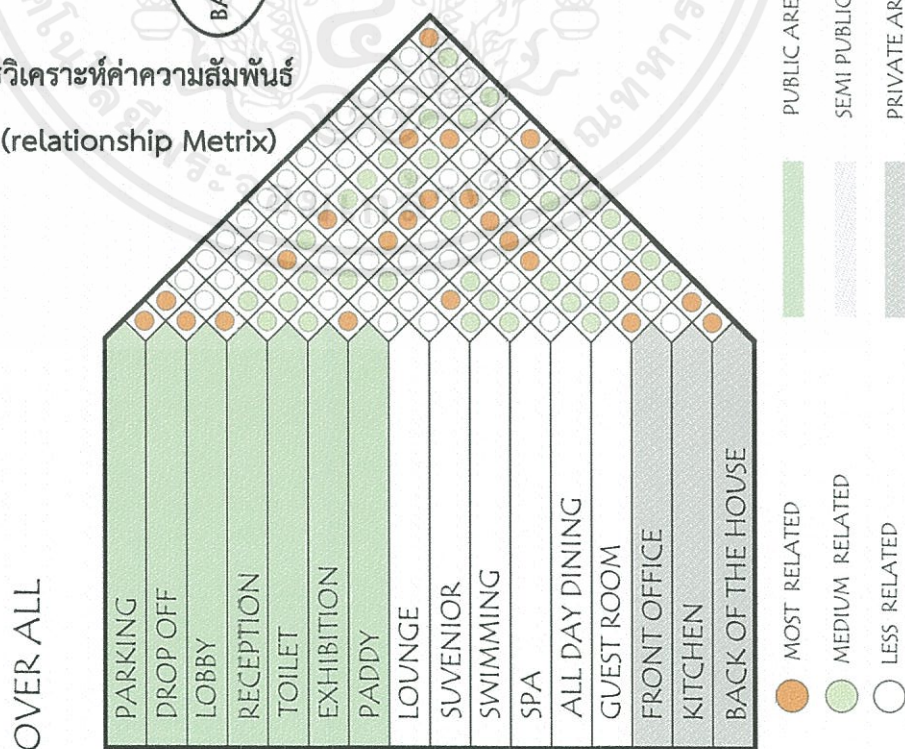 BA
รวิเคราะห์ค่าความสัมพันธ์
(relationship Metrix)
OVER ALL
PARKING
DROP OFF
LOBBY
RECEPTION
TOILET
EXHIBITION
PADDY
LOUNGE
SUVENIOR
SWIMMING
SPA
ALL DAY DINING
GUEST ROOM
FRONT OFFICE
KITCHEN
BACK OF THE HOUSE
MOST RELATED
MEDIUM RELATED
LESS RELATED
PUBLIC ARE
SEMI PUBLIC
PRIVATE AR